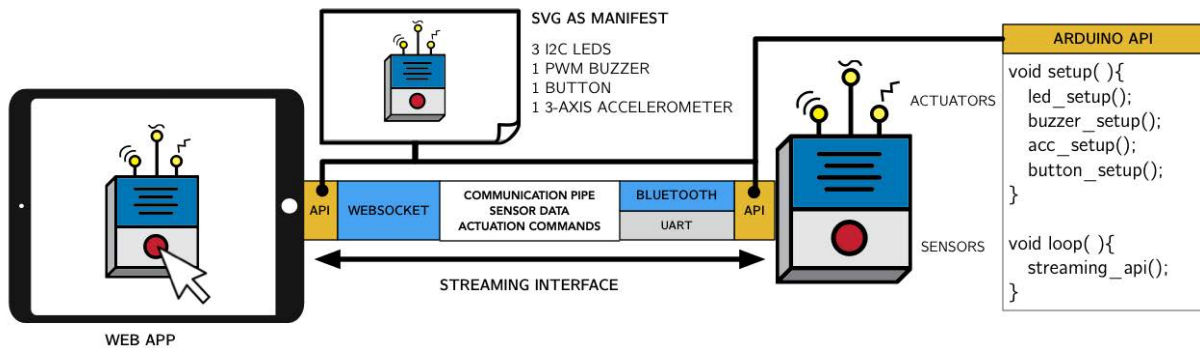 SVG AS MANIFEST
3 I2C LEDS
1 PWM BUZZER
1 BUTTON
1 3-AXIS ACCELEROMETER
API
WEBSOCKET
COMMUNICATION PIPE
SENSOR DATA
ACTUATION COMMANDS
BLUETOOTH
UART
API
STREAMING INTERFACE
WEB APP
ACTUATORS
SENSORS
ARDUINO API
void setup( ){
led_setup();
buzzer_setup();
acc_setup();
button_setup();
}
void loop( ){
streaming_api();
}